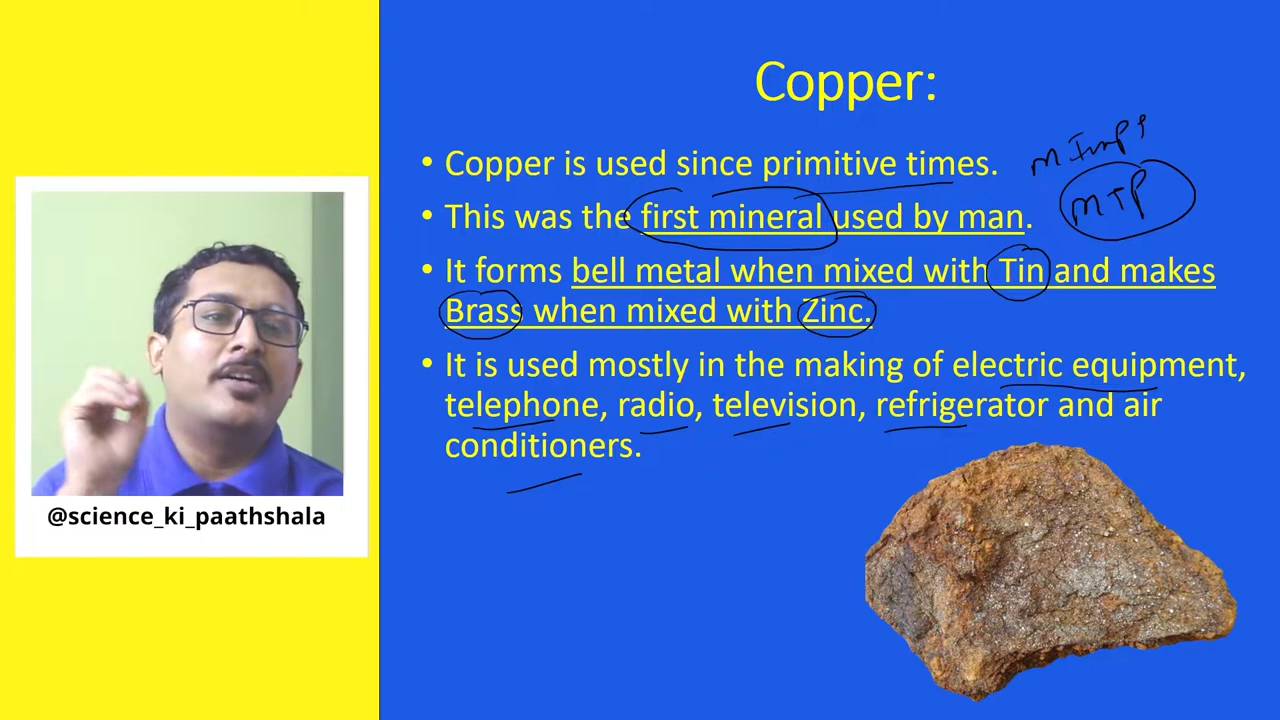 Copper:
• Copper is used since primitive times.
• This was the first mineral used by man.
• It forms bell metal when mixed with Tin and makes
Brass when mixed with Zinc.
• It is used mostly in the making of electric equipment,
telephone, radio, television, refrigerator and air
conditioners.
@science_ki_paathshala